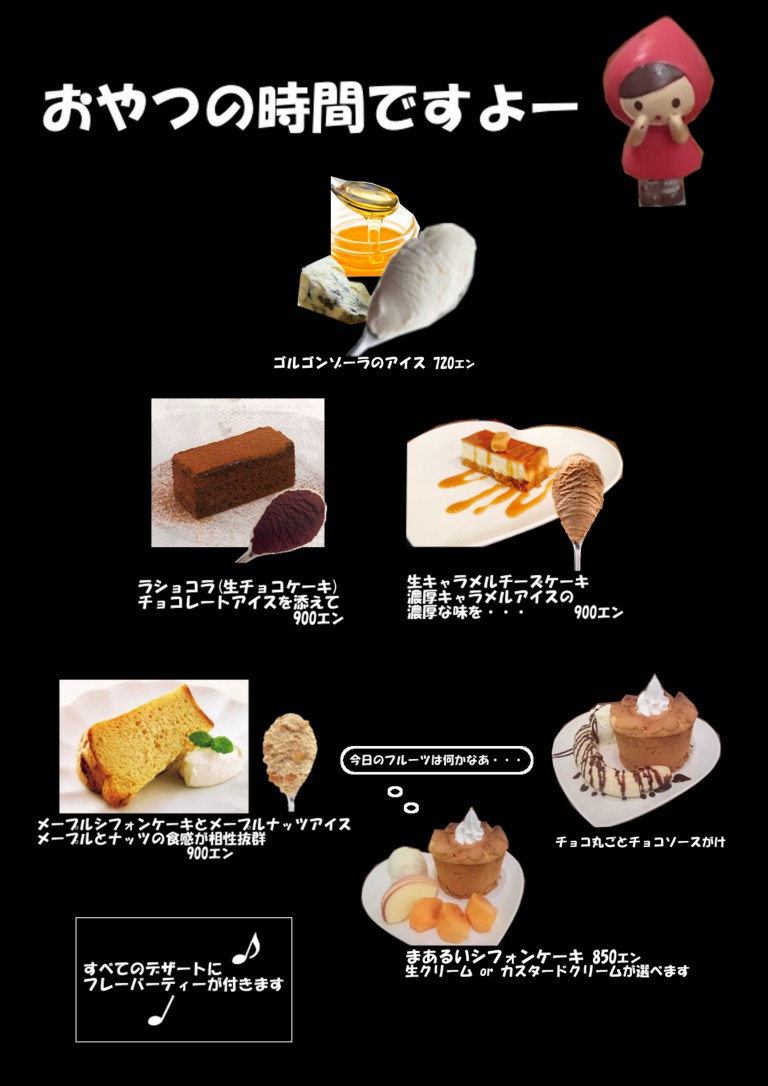 おやつの時間ですよー
ゴルゴンゾーラのアイス 720エン
ラショコラ(生チョコケーキ)
チョコレートアイスを添えて
900エン
生キャラメルチーズケーキ
濃厚キャラメルアイスの
濃厚な味を・・・ 900エン
メープルシフォンケーキとメープルナッツアイス
メープルとナッツの食感が相性抜群
900エン
今日のフルーツは何かなあ・・・
チョコ丸ごとチョコソースがけ
まあるいシフォンケーキ 850エン
生クリーム or カスタードクリームが選べます
すべてのデザートに
フレーバーティーが付きます